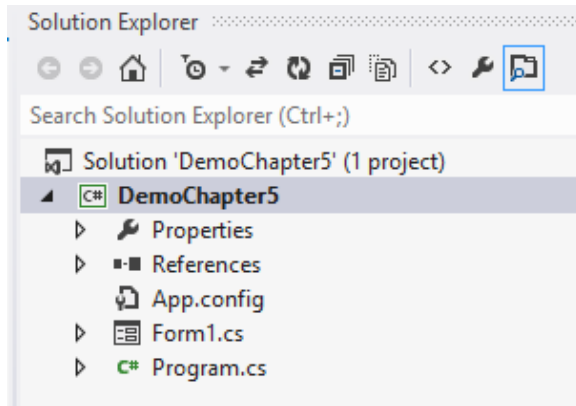 Solution Explorer
Search Solution Explorer (Ctrl+;)
Solution 'DemoChapter5' (1 project)
C# DemoChapter5
Properties
References
App.config
Form1.cs
C# Program.cs